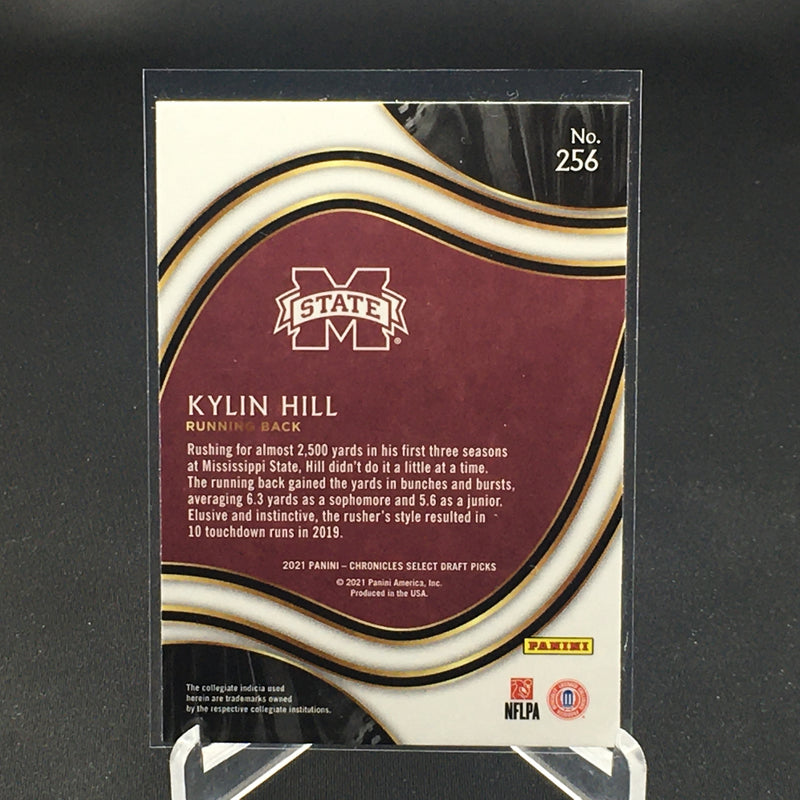 No.
256
M
STATE
®
KYLIN HILL
RUNNING BACK
Rushing for almost 2,500 yards in his first three seasons
at Mississippi State, Hill didn't do it a little at a time.
The running back gained the yards in bunches and bursts,
averaging 6.3 yards as a sophomore and 5.6 as a junior.
Elusive and instinctive, the rusher's style resulted in
10 touchdown runs in 2019.
2021 PANINI – CHRONICLES SELECT DRAFT PICKS
© 2021 Panini America, Inc.
Produced in the USA.
PANINI
The collegiate indicia used
herein are trademarks owned
by the respective collegiate institutions.
NFLPA